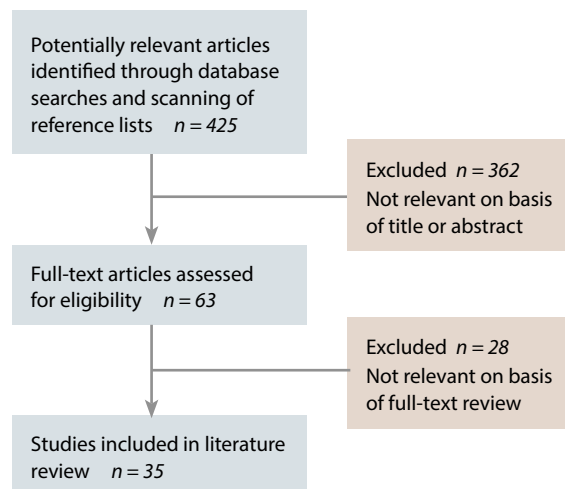 Potentially relevant articles
identified through database
searches and scanning of
reference lists n = 425
Excluded n = 362
Not relevant on basis
of title or abstract
Full-text articles assessed
for eligibility n = 63
Excluded n = 28
Not relevant on basis
of full-text review
Studies included in literature
review n = 35